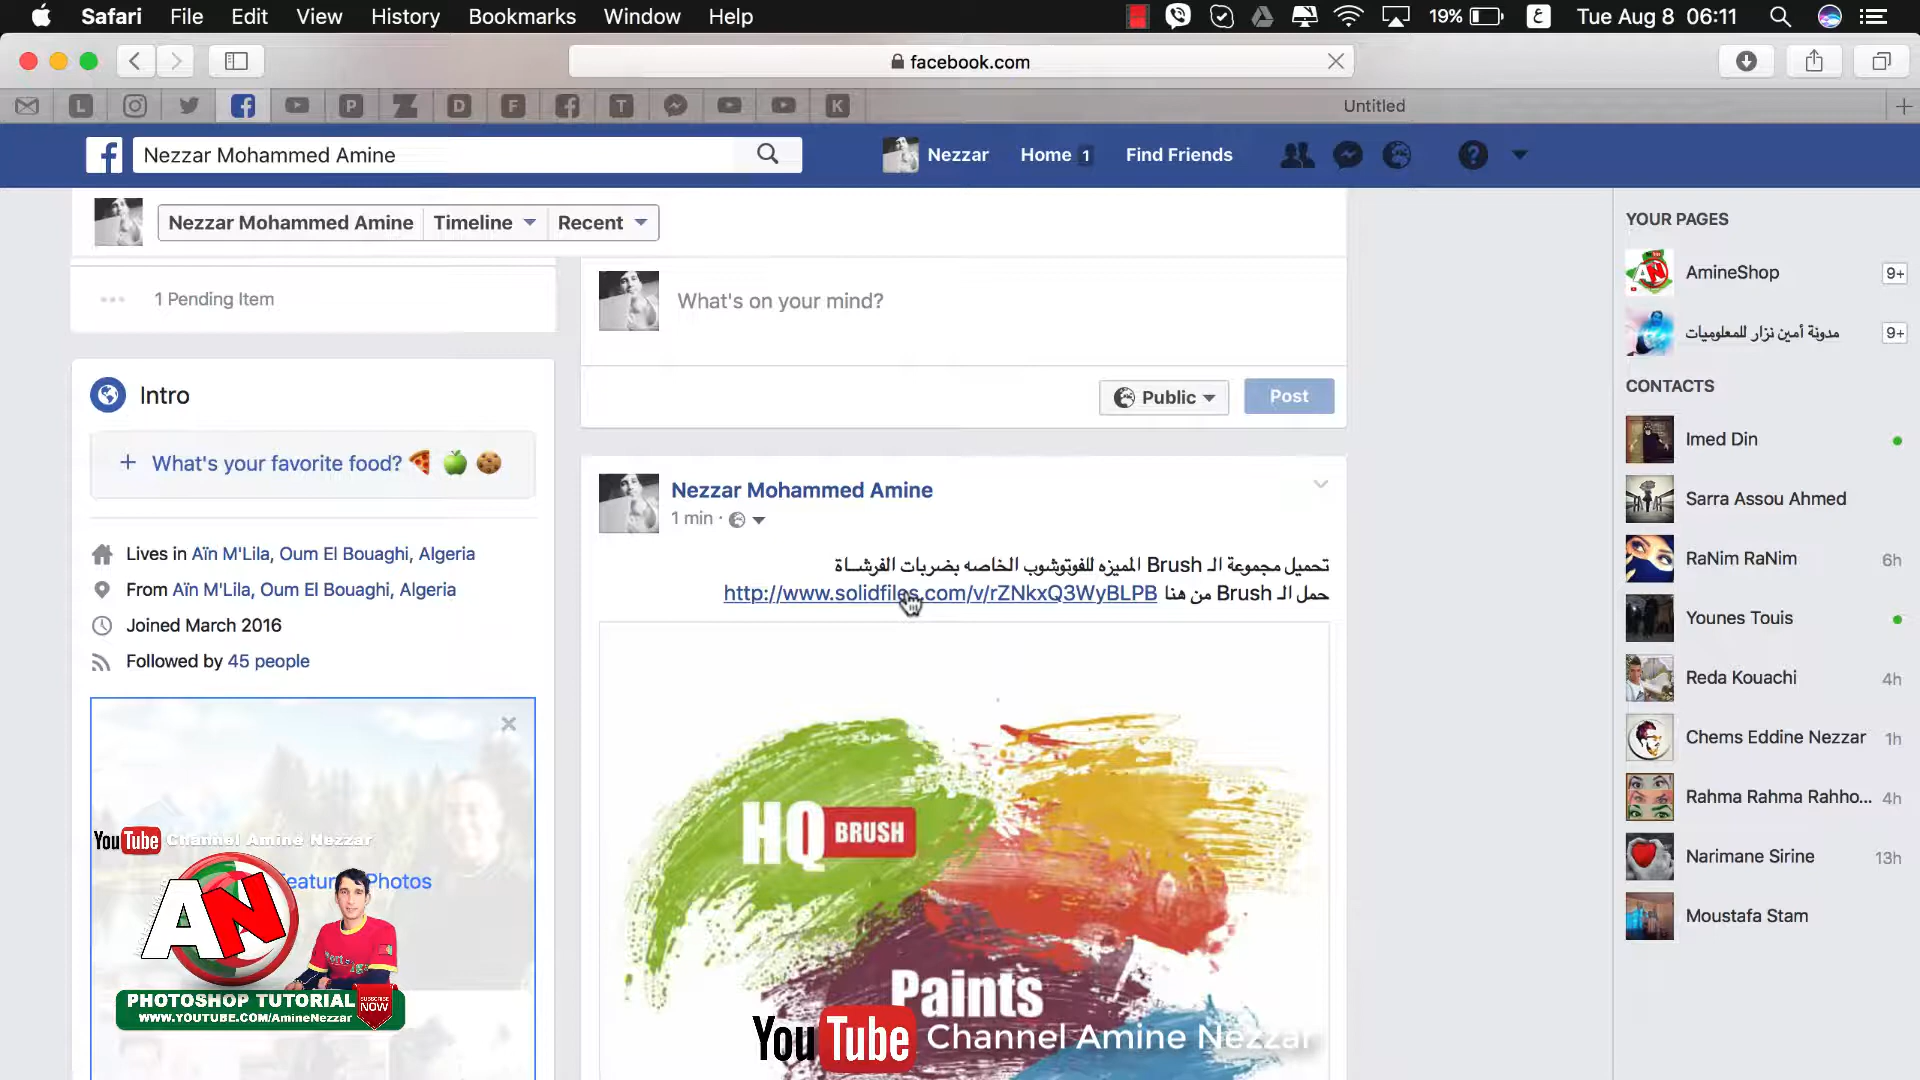 Safari File Edit View History Bookmarks Window Help 19% ع Tue Aug 8 06:11
facebook.com
L P D F T K Untitled
Nezzar Mohammed Amine Nezzar Home 1 Find Friends
Nezzar Mohammed Amine Timeline Recent
1 Pending Item
What's on your mind?
Public Post
Intro
What's your favorite food?
Lives in Aïn M'Lila, Oum El Bouaghi, Algeria
From Aïn M'Lila, Oum El Bouaghi, Algeria
Joined March 2016
Followed by 45 people
YouTube Channel Amine Nezzar
Featured Photos
AN
PHOTOSHOP TUTORIAL
SUBSCRIBE NOW
WWW.YOUTUBE.COM/AmineNezzar
Nezzar Mohammed Amine
1 min
تحميل مجموعة الـ Brush المميزه للفوتوشوب الخاصه بضربات الفرشـاة
حمل الـ Brush من هنا http://www.solidfiles.com/v/rZNkxQ3WyBLPB
HQ BRUSH
Paints
YouTube Channel Amine Nezzar
YOUR PAGES
AmineShop 9+
مدونة أمين نزار للمعلوميات 9+
CONTACTS
Imed Din
Sarra Assou Ahmed
RaNim RaNim 6h
Younes Touis
Reda Kouachi 4h
Chems Eddine Nezzar 1h
Rahma Rahma Rahho... 4h
Narimane Sirine 13h
Moustafa Stam